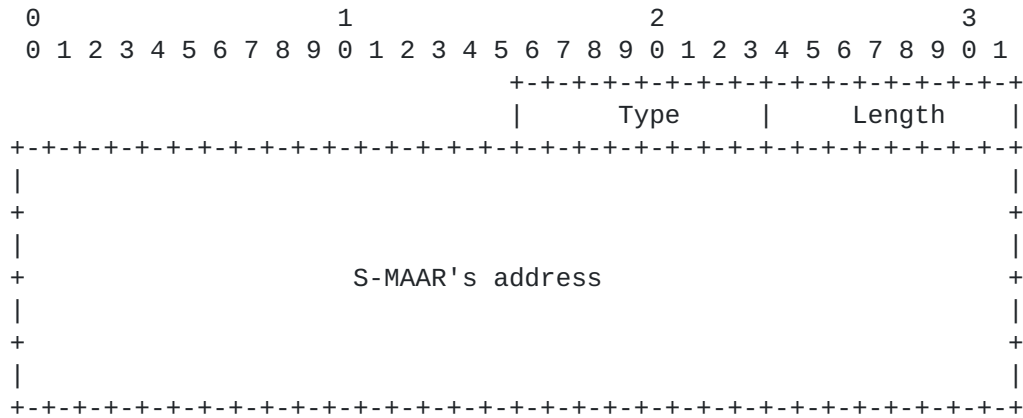 0                   1                   2                   3
 0 1 2 3 4 5 6 7 8 9 0 1 2 3 4 5 6 7 8 9 0 1 2 3 4 5 6 7 8 9 0 1
                                +-+-+-+-+-+-+-+-+-+-+-+-+-+-+-+-+
                                |      Type     |     Length    |
+-+-+-+-+-+-+-+-+-+-+-+-+-+-+-+-+-+-+-+-+-+-+-+-+-+-+-+-+-+-+-+-+
|                                                               |
+                                                               +
|                                                               |
+                     S-MAAR's address                          +
|                                                               |
+                                                               +
|                                                               |
+-+-+-+-+-+-+-+-+-+-+-+-+-+-+-+-+-+-+-+-+-+-+-+-+-+-+-+-+-+-+-+-+